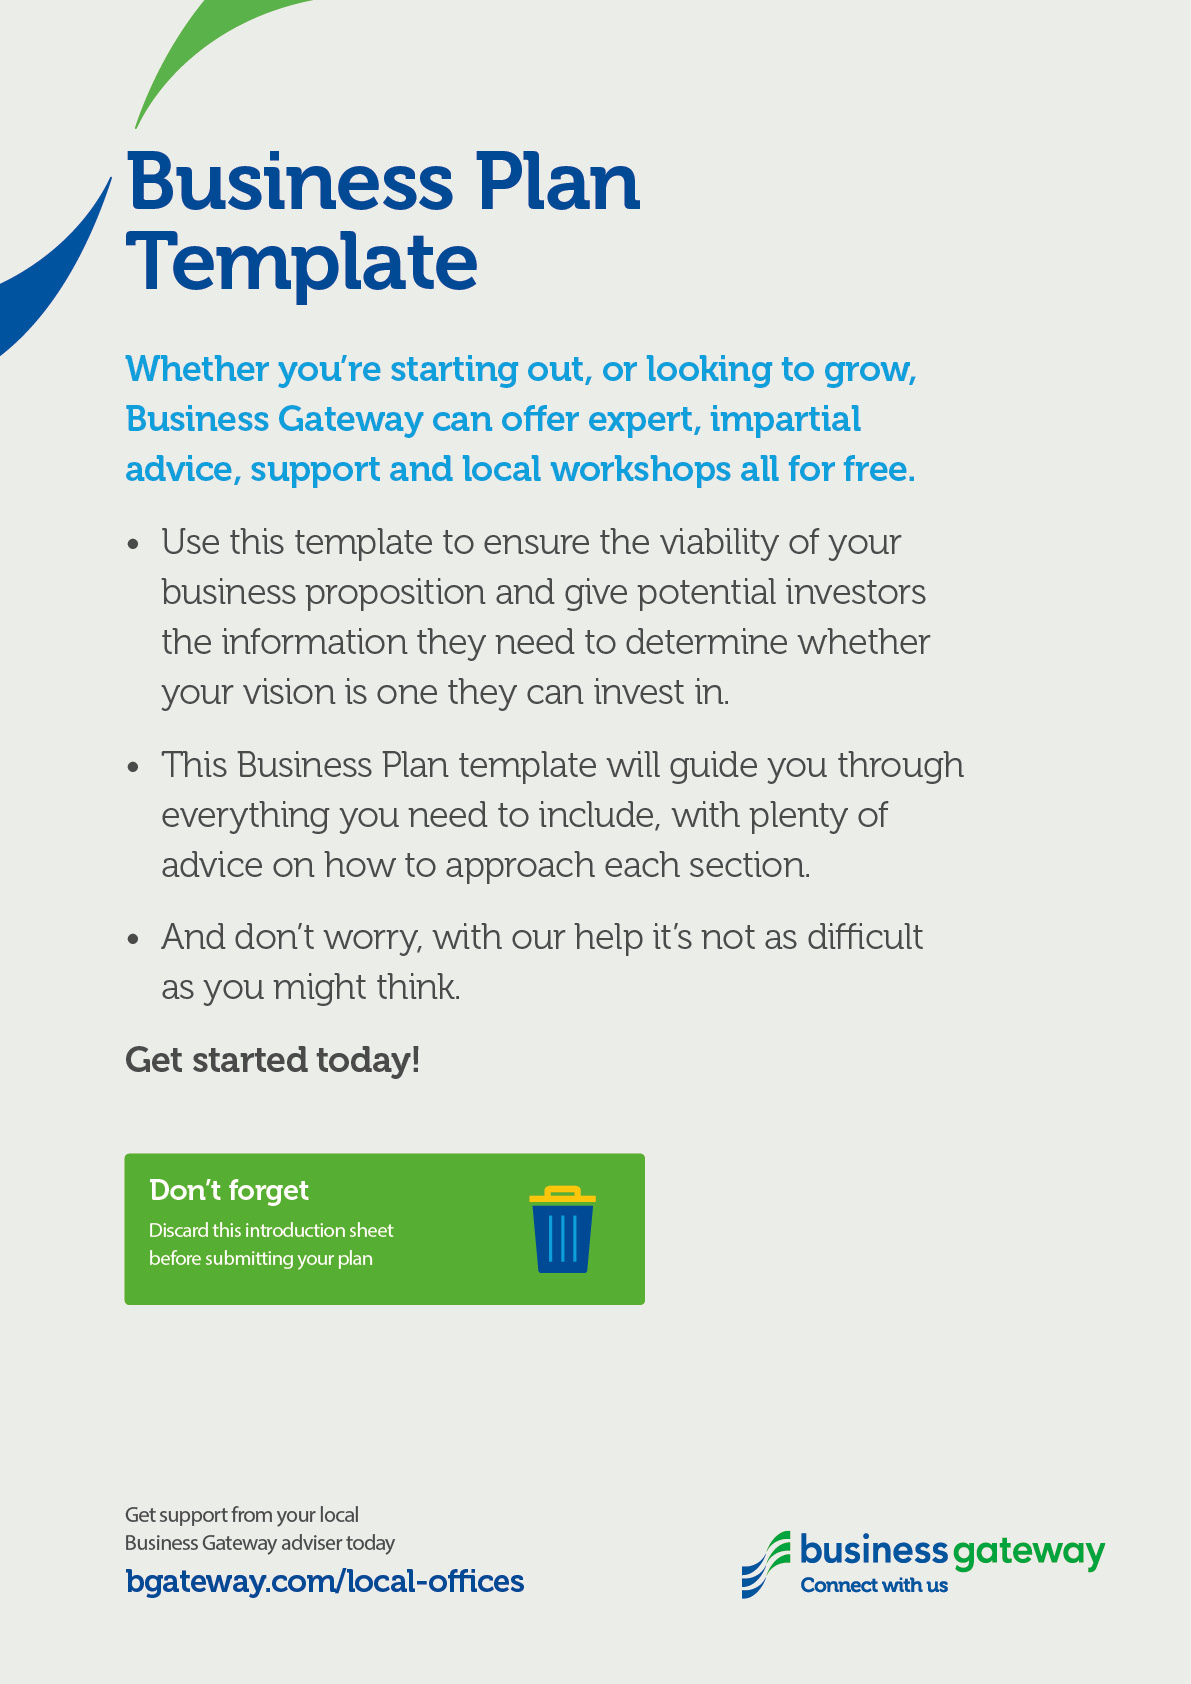 Business Plan
Template
Whether you’re starting out, or looking to grow,
Business Gateway can offer expert, impartial
advice, support and local workshops all for free.
• Use this template to ensure the viability of your
business proposition and give potential investors
the information they need to determine whether
your vision is one they can invest in.
• This Business Plan template will guide you through
everything you need to include, with plenty of
advice on how to approach each section.
• And don’t worry, with our help it’s not as difficult
as you might think.
Get started today!
Don’t forget
Discard this introduction sheet
before submitting your plan
Get support from your local
Business Gateway adviser today
bgateway.com/local-offices
business gateway
Connect with us